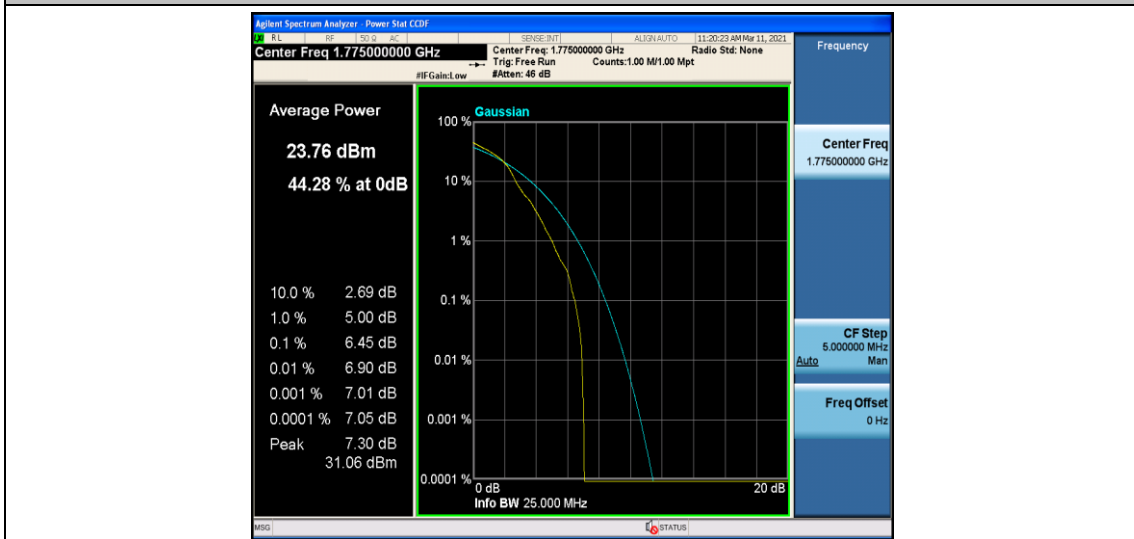 Agilent Spectrum Analyzer - Power Stat CCDF
RL RF 50 Ω AC SENSE:INT ALIGN AUTO 11:20:23 AM Mar 11, 2021
Center Freq 1.775000000 GHz
Center Freq: 1.775000000 GHz Radio Std: None
Trig: Free Run Counts:1.00 M/1.00 Mpt
#IFGain:Low #Atten: 46 dB
Frequency
Average Power
23.76 dBm
44.28 % at 0dB
10.0 % 2.69 dB
1.0 % 5.00 dB
0.1 % 6.45 dB
0.01 % 6.90 dB
0.001 % 7.01 dB
0.0001 % 7.05 dB
Peak 7.30 dB
31.06 dBm
Gaussian
100 %
10 %
1 %
0.1 %
0.01 %
0.001 %
0.0001 %
0 dB 20 dB
Info BW 25.000 MHz
Center Freq
1.775000000 GHz
CF Step
5.000000 MHz
Auto Man
Freq Offset
0 Hz
MSG STATUS